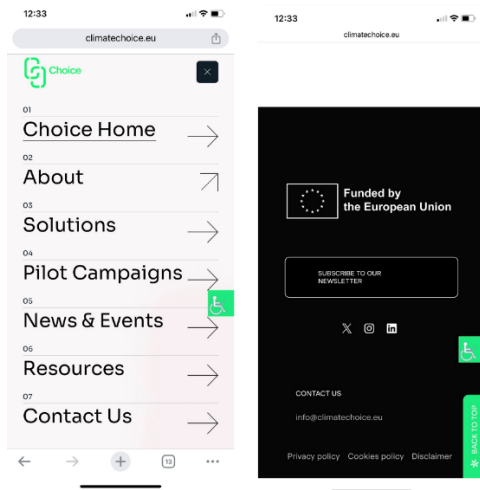 12:33
climatechoice.eu
Choice
01
Choice Home
02
About
03
Solutions
04
Pilot Campaigns
05
News & Events
06
Resources
07
Contact Us
13
12:33
climatechoice.eu
Funded by
the European Union
SUBSCRIBE TO OUR
NEWSLETTER
CONTACT US
info@climatechoice.eu
BACK TO TOP
Privacy policy Cookies policy Disclaimer